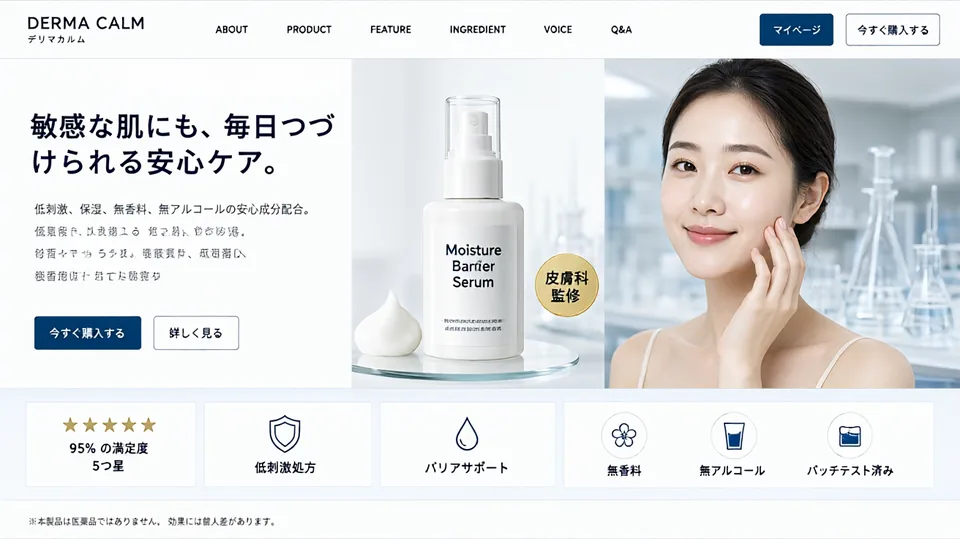 DERMA CALM
デリマカルム
ABOUT
PRODUCT
FEATURE
INGREDIENT
VOICE
Q&A
マイページ
今すぐ購入する
敏感な肌にも、毎日つづ
けられる安心ケア。
低刺激、保湿、無香料、無アルコールの安心成分配合。
今すぐ購入する
詳しく見る
Moisture
Barrier
Serum
皮膚科
監修
95% の満足度
5つ星
低刺激処方
バリアサポート
無香料
無アルコール
パッチテスト済み
※本製品は医薬品ではありません、効果には個人差があります。